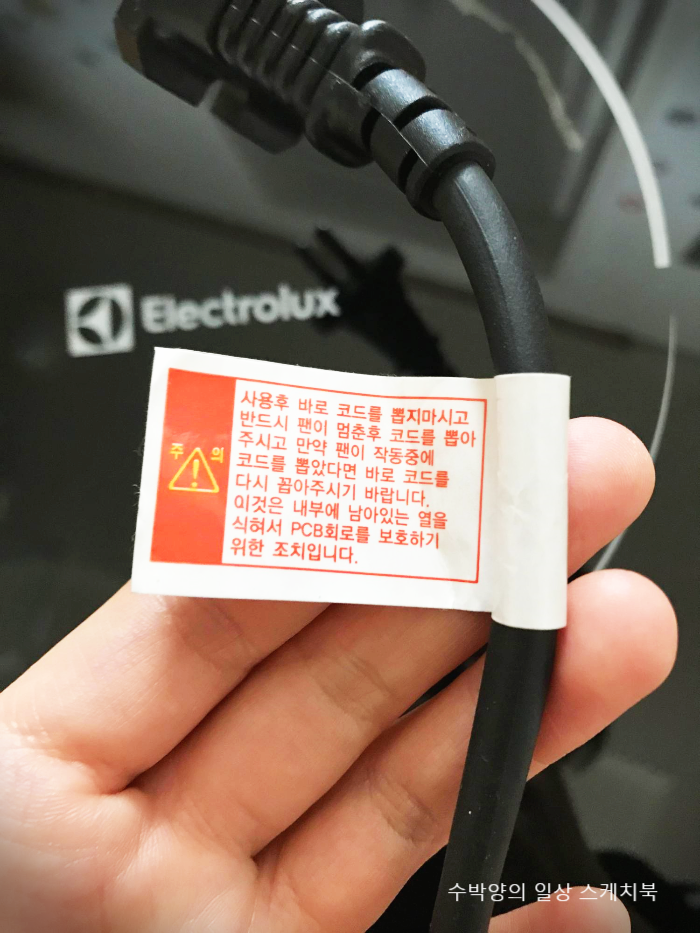 Electrolux
주 의
사용후 바로 코드를 뽑지마시고
반드시 팬이 멈춘후 코드를 뽑아
주시고 만약 팬이 작동중에
코드를 뽑았다면 바로 코드를
다시 꼽아주시기 바랍니다.
이것은 내부에 남아있는 열을
식혀서 PCB회로를 보호하기
위한 조치입니다.
수박양의 일상 스케치북